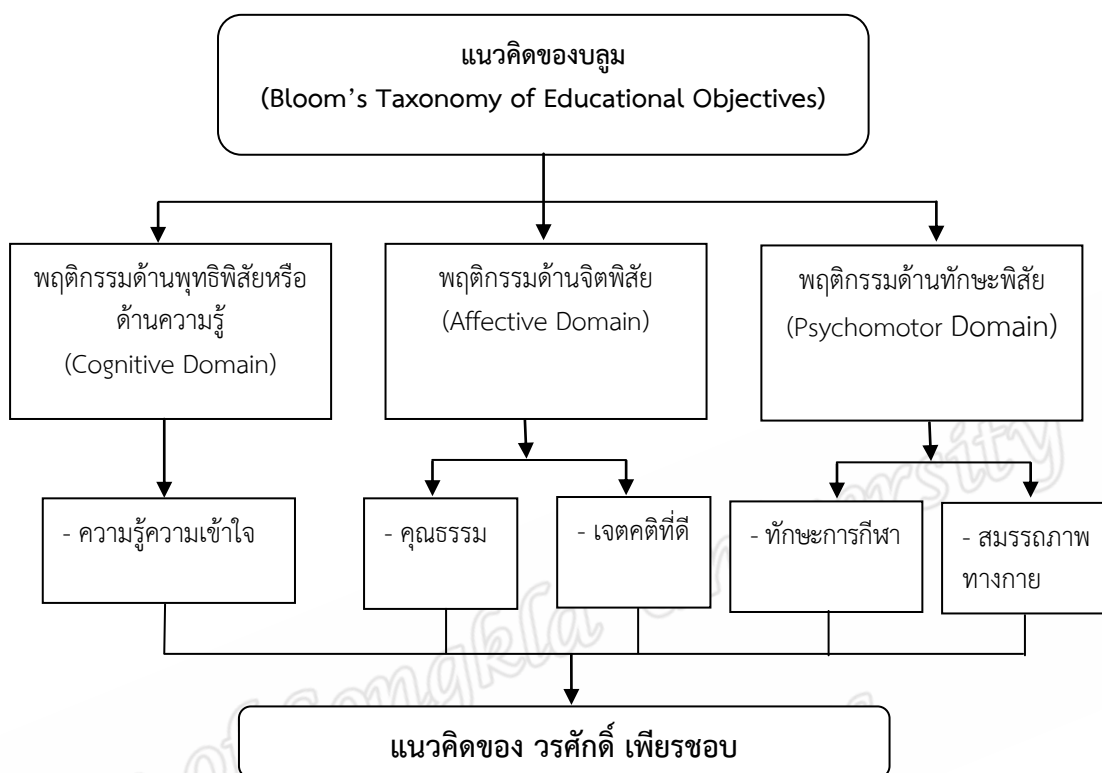 แนวคิดของบลูม
(Bloom's Taxonomy of Educational Objectives)
พฤติกรรมด้านพุทธิพิสัยหรือ
ด้านความรู้
(Cognitive Domain)
พฤติกรรมด้านจิตพิสัย
(Affective Domain)
พฤติกรรมด้านทักษะพิสัย
(Psychomotor Domain)
- ความรู้ความเข้าใจ
- คุณธรรม
- เจตคติที่ดี
- ทักษะการกีฬา
- สมรรถภาพ
ทางกาย
แนวคิดของ วรศักดิ์ เพียรชอบ